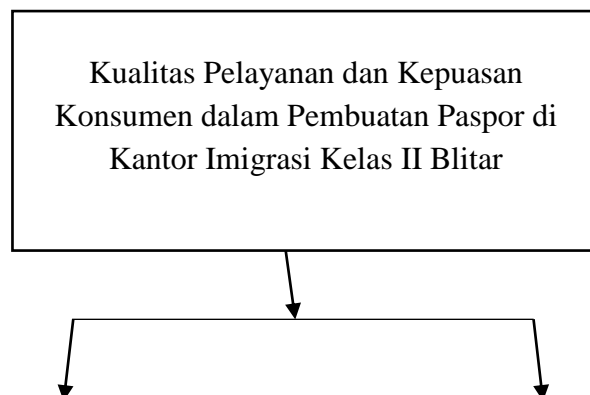 Kualitas Pelayanan dan Kepuasan
Konsumen dalam Pembuatan Paspor di
Kantor Imigrasi Kelas II Blitar